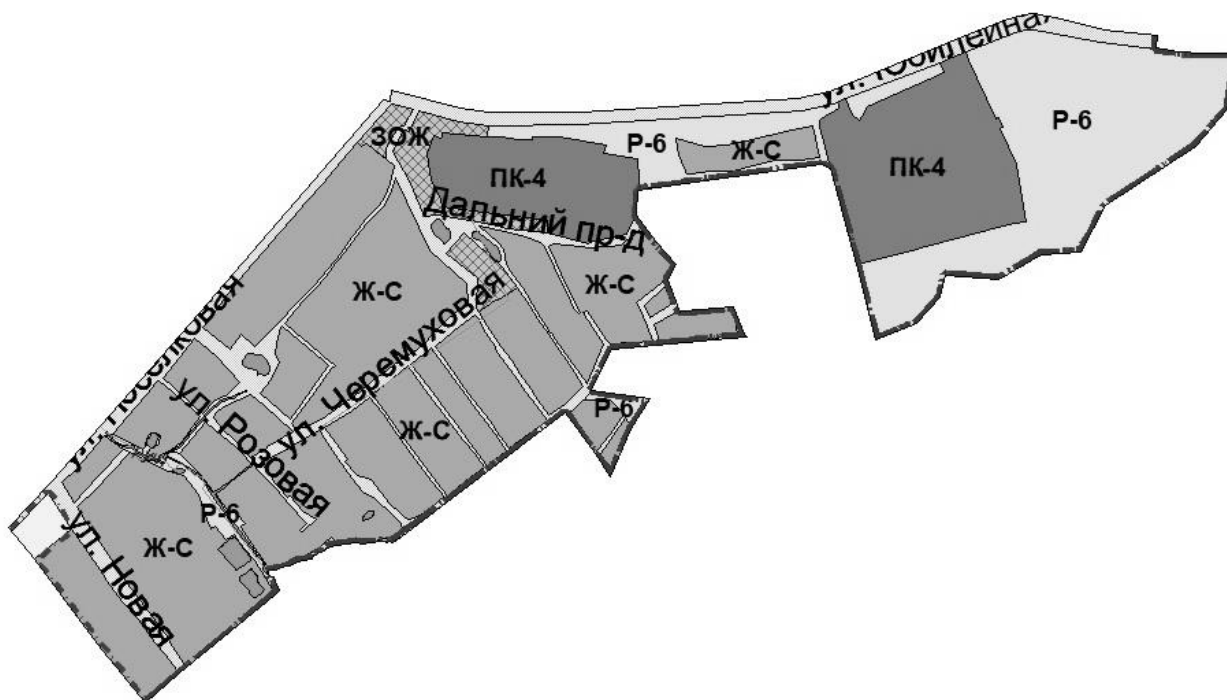 ул. Юбилейная
ЗОЖ
Р-6
Ж-С
Р-6
ПК-4
ПК-4
Дальний пр-д
Ж-С
Ж-С
ул. Поселковая
ул. Черемуховая
ул. Розовая
Р-6
Ж-С
Р-6
Ж-С
ул. Новая